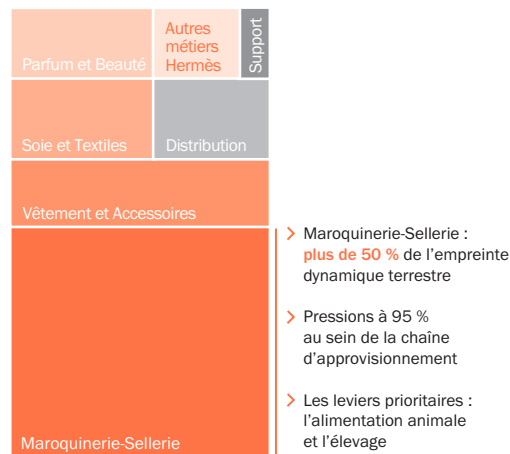 Parfum et Beauté
Autres
métiers
Hermès
Support
Soie et Textiles
Distribution
Vêtement et Accessoires
Maroquinerie-Sellerie
Maroquinerie-Sellerie :
plus de 50 % de l'empreinte
dynamique terrestre
Pressions à 95 %
au sein de la chaîne
d'approvisionnement
Les leviers prioritaires :
l'alimentation animale
et l'élevage